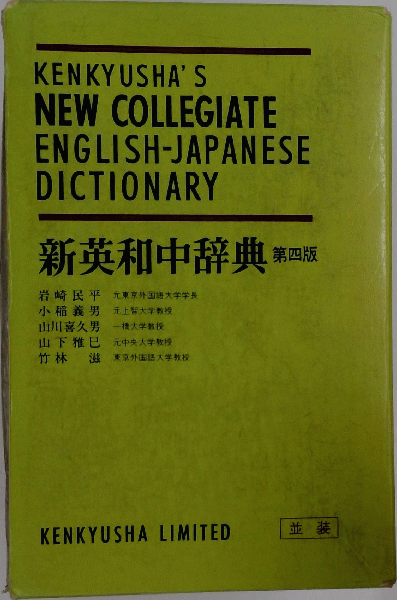 KENKYUSHA'S
NEW COLLEGIATE
ENGLISH-JAPANESE
DICTIONARY
新英和中辞典 第四版
岩崎民平 元東京外国語大学学長
小稲義男 元上智大学教授
山川喜久男 一橋大学教授
山下雅巳 元中央大学教授
竹林 滋 東京外国語大学教授
KENKYUSHA LIMITED 並装